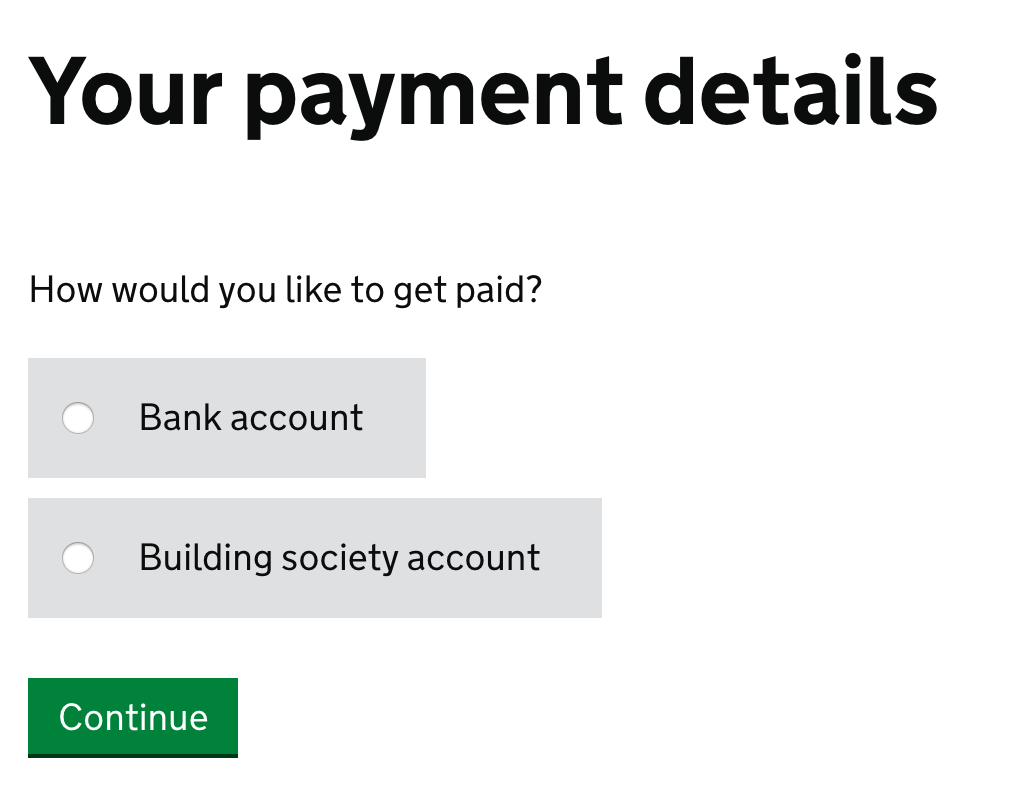 Your payment details
How would you like to get paid?
Bank account
Building society account
Continue